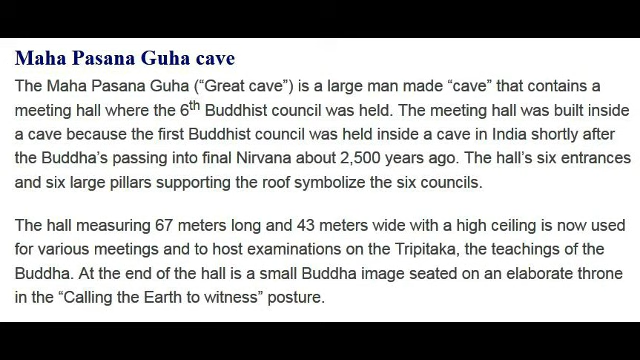 Maha Pasana Guha cave
The Maha Pasana Guha (“Great cave”) is a large man made “cave” that contains a
meeting hall where the 6th Buddhist council was held. The meeting hall was built inside
a cave because the first Buddhist council was held inside a cave in India shortly after
the Buddha’s passing into final Nirvana about 2,500 years ago. The hall’s six entrances
and six large pillars supporting the roof symbolize the six councils.
The hall measuring 67 meters long and 43 meters wide with a high ceiling is now used
for various meetings and to host examinations on the Tripitaka, the teachings of the
Buddha. At the end of the hall is a small Buddha image seated on an elaborate throne
in the “Calling the Earth to witness” posture.